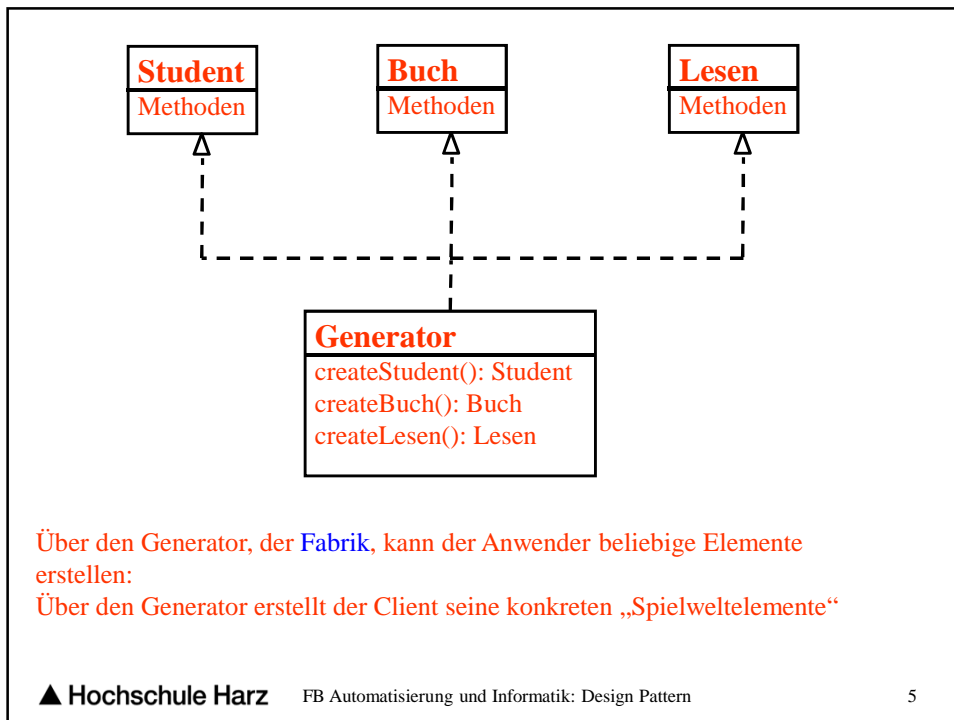 Student
Methoden
Buch
Methoden
Lesen
Methoden
Generator
createStudent(): Student
createBuch(): Buch
createLesen(): Lesen
Über den Generator, der Fabrik, kann der Anwender beliebige Elemente
erstellen:
Über den Generator erstellt der Client seine konkreten „Spielweltelemente“
Hochschule Harz FB Automatisierung und Informatik: Design Pattern 5